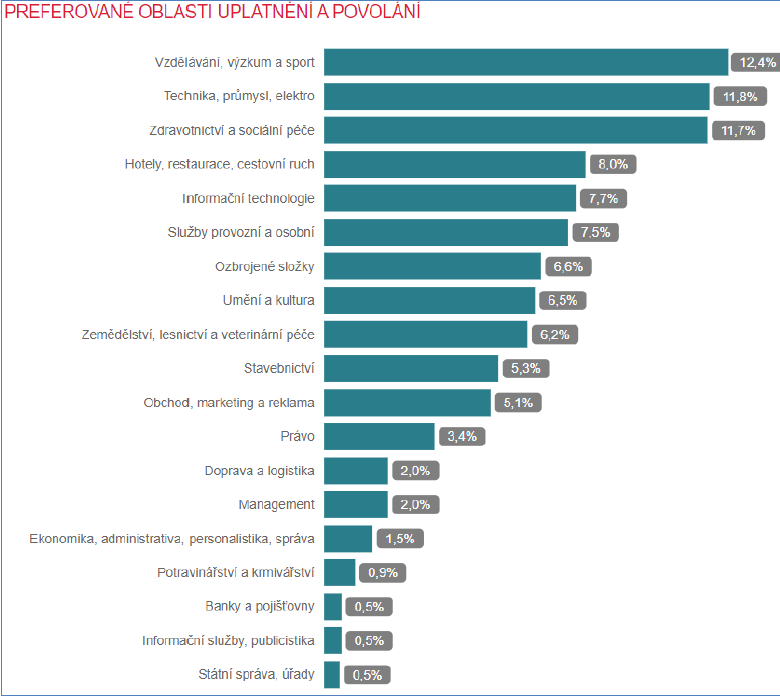 PREFEROVANÉ OBLASTI UPLATNĚNÍ A POVOLÁNÍ
Vzdělávání, výzkum a sport 12,4%
Technika, průmysl, elektro 11,8%
Zdravotnictví a sociální péče 11,7%
Hotely, restaurace, cestovní ruch 8,0%
Informační technologie 7,7%
Služby provozní a osobní 7,5%
Ozbrojené složky 6,6%
Umění a kultura 6,5%
Zemědělství, lesnictví a veterinární péče 6,2%
Stavebnictví 5,3%
Obchod, marketing a reklama 5,1%
Právo 3,4%
Doprava a logistika 2,0%
Management 2,0%
Ekonomika, administrativa, personalistika, správa 1,5%
Potravinářství a krmivářství 0,9%
Banky a pojišťovny 0,5%
Informační služby, publicistika 0,5%
Státní správa, úřady 0,5%